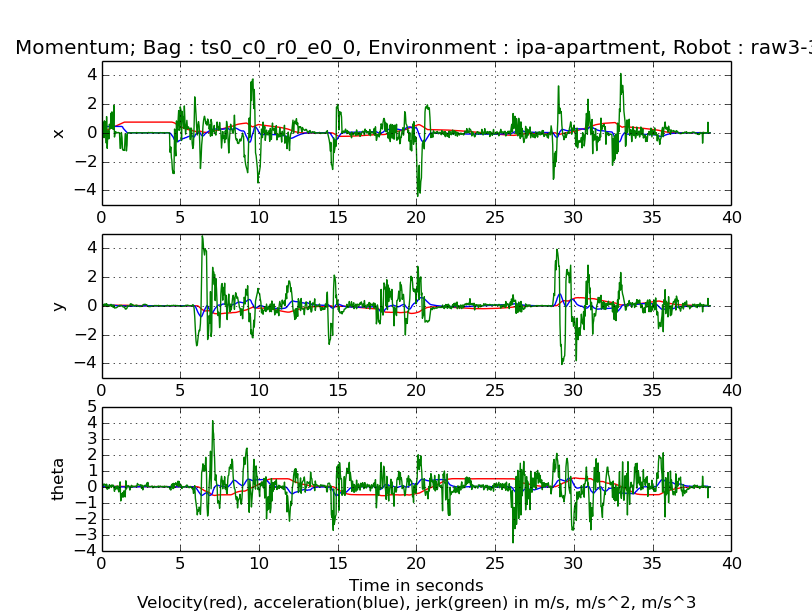 Momentum; Bag : ts0_c0_r0_e0_0, Environment : ipa-apartment, Robot : raw3-3
4
2
0
−2
−4
x
0 5 10 15 20 25 30 35 40
4
2
0
−2
−4
y
0 5 10 15 20 25 30 35 40
5
4
3
2
1
0
−1
−2
−3
−4
theta
0 5 10 15 20 25 30 35 40
Time in seconds
Velocity(red), acceleration(blue), jerk(green) in m/s, m/s^2, m/s^3